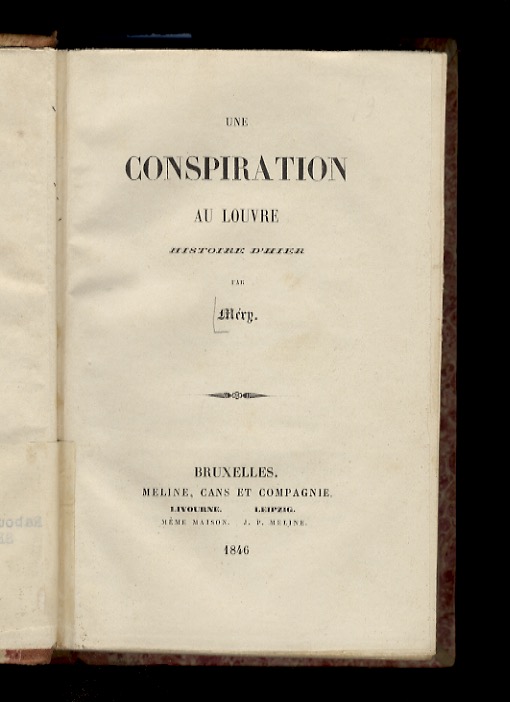 UNE
CONSPIRATION
AU LOUVRE
HISTOIRE D'HIER
PAR
Méry.
BRUXELLES.
MELINE, CANS ET COMPAGNIE.
LIVOURNE. LEIPZIG.
MÊME MAISON. J. P. MELINE.
1846